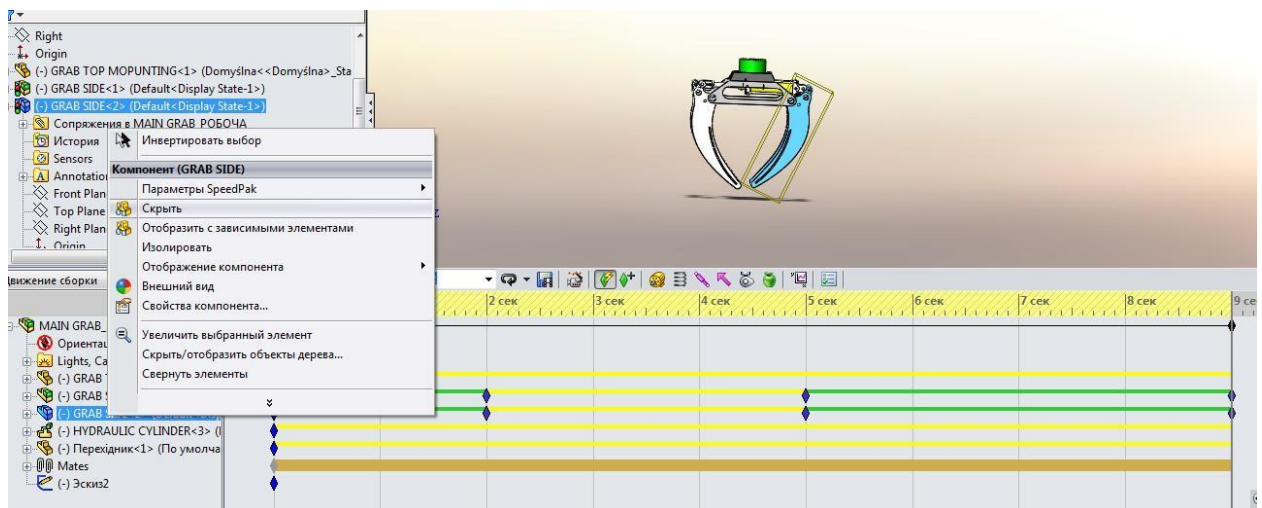 Right
Origin
(-) GRAB TOP MOPUNTING<1> (Domyślna<<Domyślna>_Sta
(-) GRAB SIDE<1> (Default<Display State-1>)
(-) GRAB SIDE<2> (Default<Display State-1>)
Сопряжения в MAIN GRAB_РОБОЧА
История
Sensors
Annotation
Front Plan
Top Plane
Right Plan
Origin
Инвертировать выбор
Компонент (GRAB SIDE)
Параметры SpeedPak
Скрыть
Отобразить с зависимыми элементами
Изолировать
Отображение компонента
Внешний вид
Свойства компонента...
Увеличить выбранный элемент
Скрыть/отобразить объекты дерева...
Свернуть элементы
Движение сборки
2 сек 3 сек 4 сек 5 сек 6 сек 7 сек 8 сек 9 се
MAIN GRAB_
Ориентац
Lights, Ca
(-) GRAB T
(-) GRAB S
(-) GRAB
(-) HYDRAULIC CYLINDER<3> (
(-) Перехідник<1> (По умолча
Mates
(-) Эскиз2